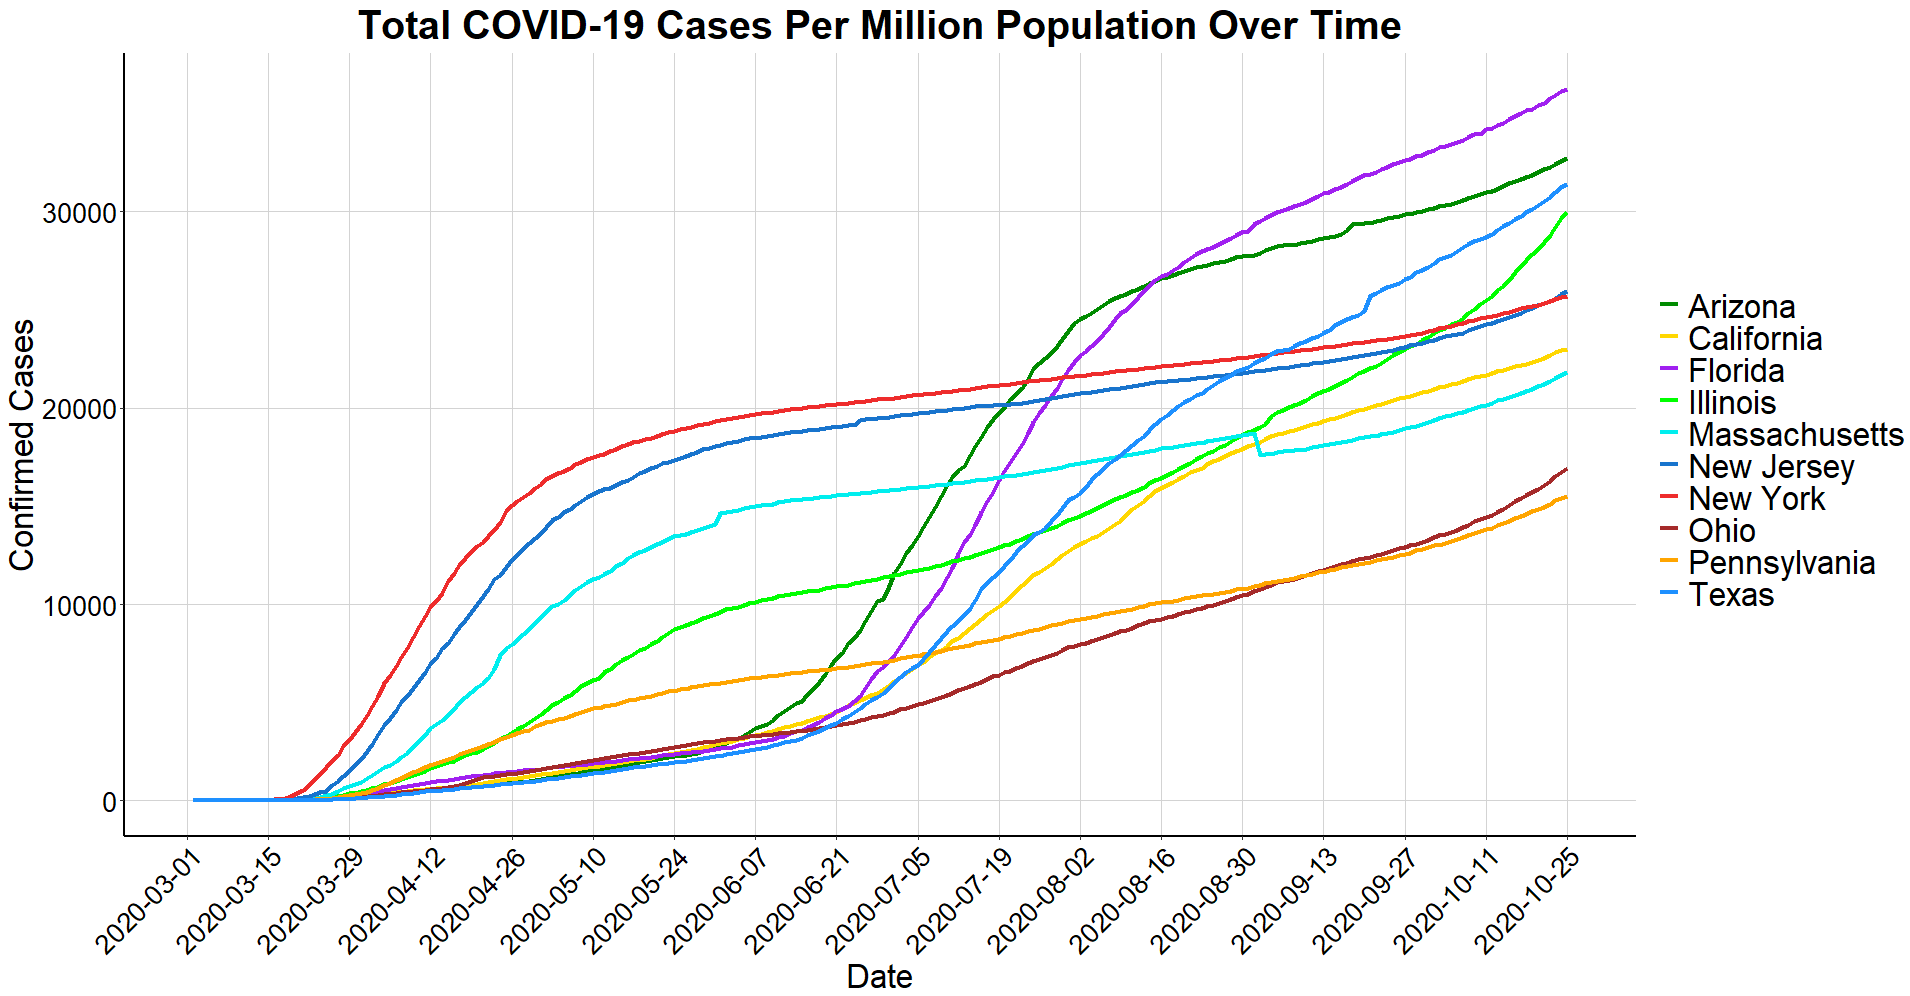 Total COVID-19 Cases Per Million Population Over Time
Confirmed Cases
30000
20000
10000
0
2020-03-01
2020-03-15
2020-03-29
2020-04-12
2020-04-26
2020-05-10
2020-05-24
2020-06-07
2020-06-21
2020-07-05
2020-07-19
2020-08-02
2020-08-16
2020-08-30
2020-09-13
2020-09-27
2020-10-11
2020-10-25
Date
Arizona
California
Florida
Illinois
Massachusetts
New Jersey
New York
Ohio
Pennsylvania
Texas